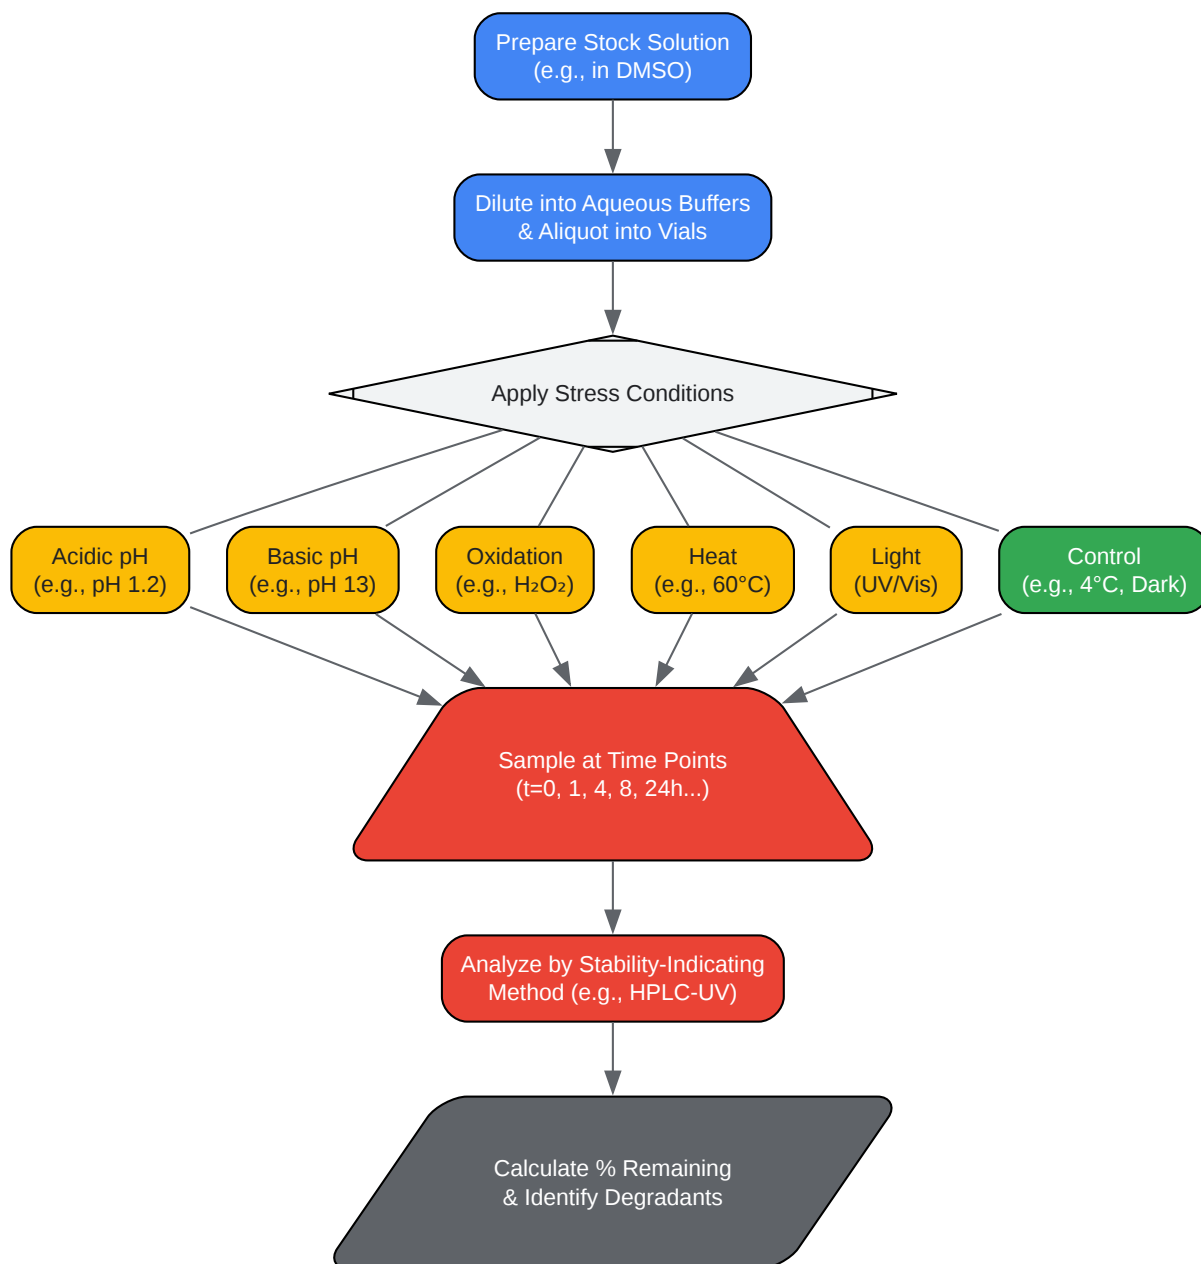 Prepare Stock Solution
(e.g., in DMSO)
Dilute into Aqueous Buffers
& Aliquot into Vials
Apply Stress Conditions
Acidic pH
(e.g., pH 1.2)
Basic pH
(e.g., pH 13)
Oxidation
(e.g., H₂O₂)
Heat
(e.g., 60°C)
Light
(UV/Vis)
Control
(e.g., 4°C, Dark)
Sample at Time Points
(t=0, 1, 4, 8, 24h...)
Analyze by Stability-Indicating
Method (e.g., HPLC-UV)
Calculate % Remaining
& Identify Degradants